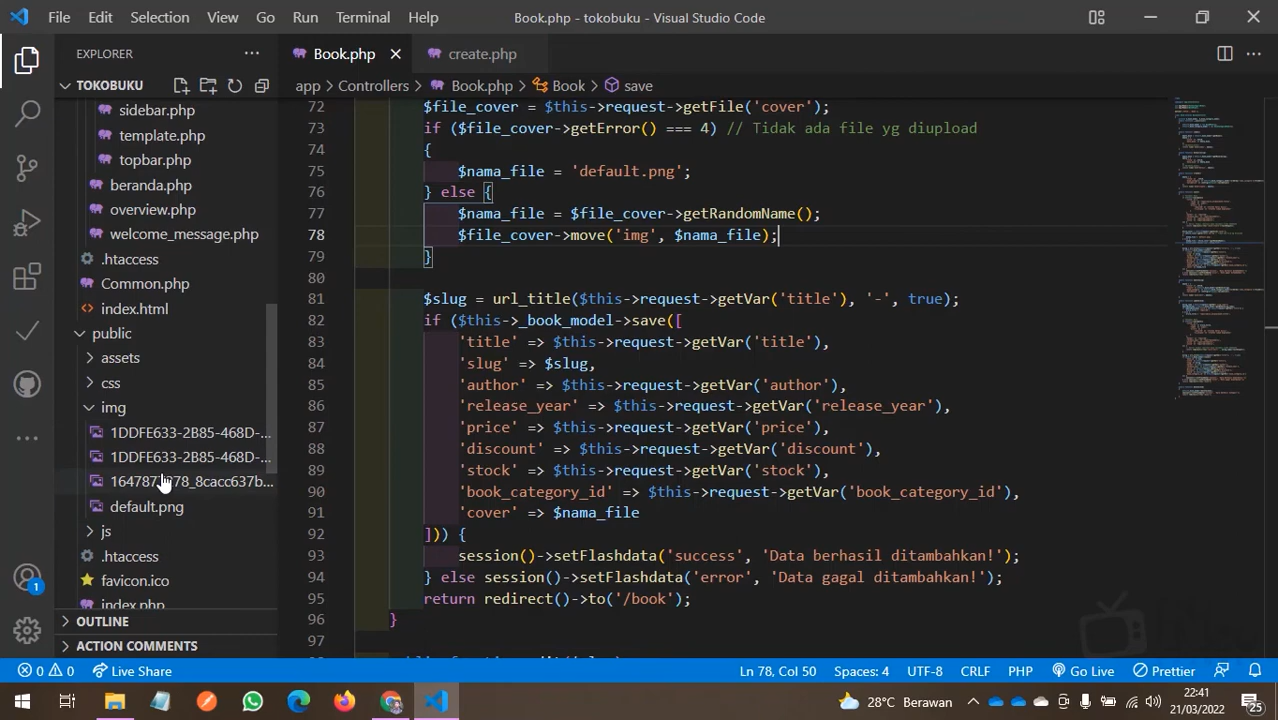 File Edit Selection View Go Run Terminal Help
Book.php - tokobuku - Visual Studio Code
EXPLORER
Book.php
create.php
TOKOBUKU
app > Controllers > Book.php > Book > save
sidebar.php
template.php
topbar.php
beranda.php
overview.php
welcome_message.php
.htaccess
Common.php
index.html
public
assets
css
img
1DDFE633-2B85-468D-...
1DDFE633-2B85-468D-...
default.png
js
.htaccess
favicon.ico
index.php
OUTLINE
ACTION COMMENTS
72 $file_cover = $this->request->getFile('cover');
73 if ($file_cover->getError() === 4) // Tidak ada file yg diupload
74 {
75 $nama_file = 'default.png';
76 } else {
77 $nama_file = $file_cover->getRandomName();
78 $file_cover->move('img', $nama_file);
79 }
80
81 $slug = url_title($this->request->getVar('title'), '-', true);
82 if ($this->_book_model->save([
83 'title' => $this->request->getVar('title'),
84 'slug' => $slug,
85 'author' => $this->request->getVar('author'),
86 'release_year' => $this->request->getVar('release_year'),
87 'price' => $this->request->getVar('price'),
88 'discount' => $this->request->getVar('discount'),
89 'stock' => $this->request->getVar('stock'),
90 'book_category_id' => $this->request->getVar('book_category_id'),
91 'cover' => $nama_file
92 ])) {
93 session()->setFlashdata('success', 'Data berhasil ditambahkan!');
94 } else session()->setFlashdata('error', 'Data gagal ditambahkan!');
95 return redirect()->to('/book');
96 }
97
1
0 0 Live Share
Ln 78, Col 50 Spaces: 4 UTF-8 CRLF PHP Go Live Prettier
28°C Berawan
22:41
21/03/2022
25